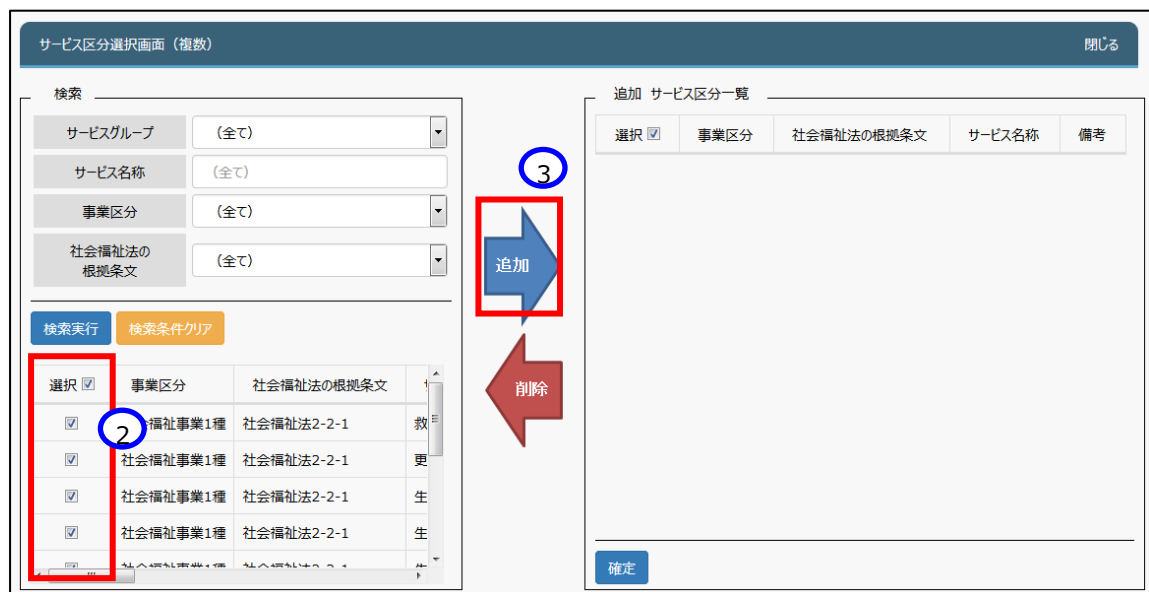 サービス区分選択画面（複数）
閉じる
検索
サービスグループ
（全て）
サービス名称
（全て）
事業区分
（全て）
社会福祉法の
根拠条文
（全て）
検索実行
検索条件クリア
選択
事業区分
社会福祉法の根拠条文
2
福祉事業1種
社会福祉法2-2-1
救
社会福祉事業1種
社会福祉法2-2-1
更
社会福祉事業1種
社会福祉法2-2-1
生
社会福祉事業1種
社会福祉法2-2-1
生
3
追加
削除
追加 サービス区分一覧
選択
事業区分
社会福祉法の根拠条文
サービス名称
備考
確定